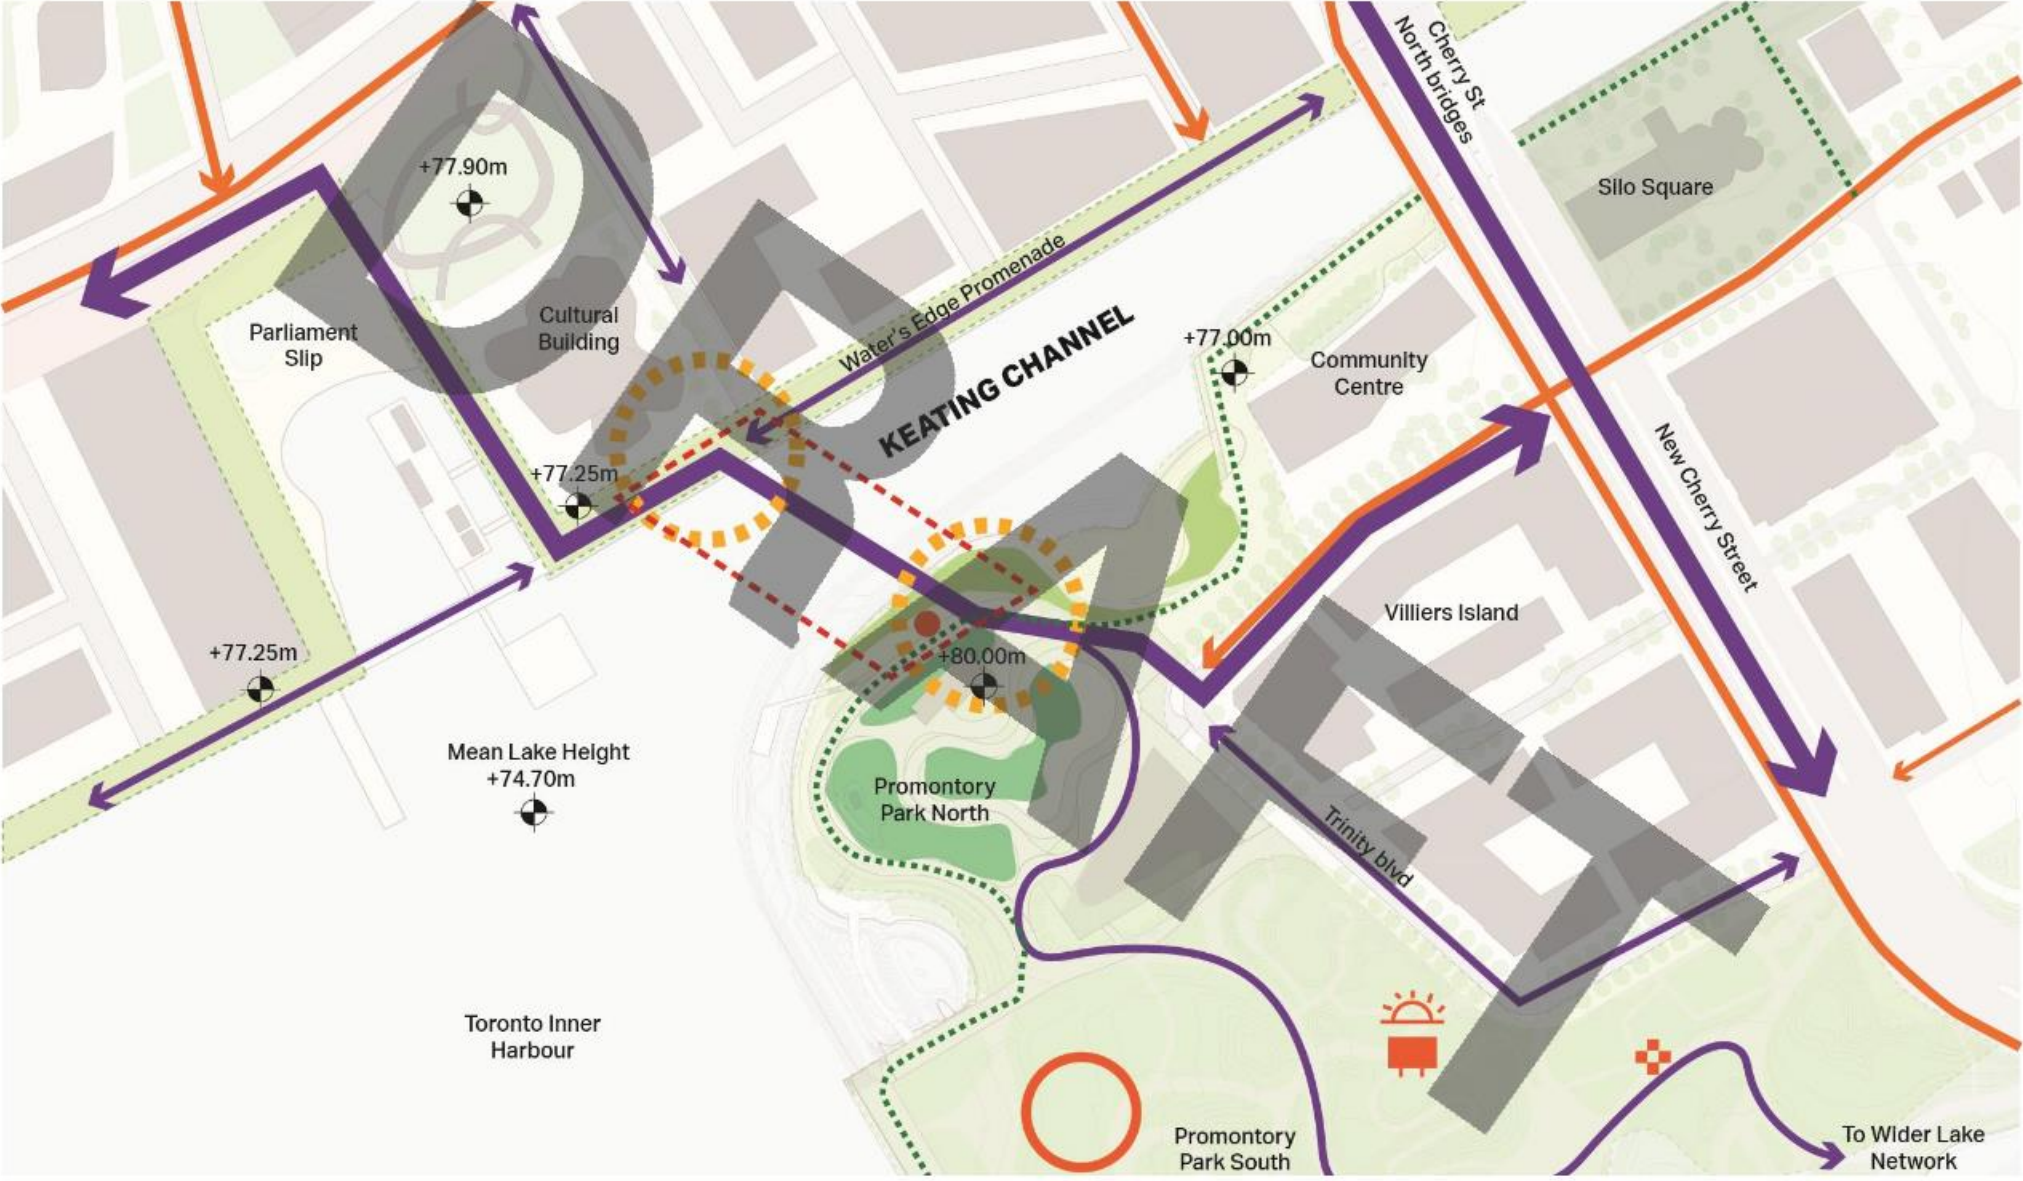 Cherry St
North bridges
+77.90m
Silo Square
Water's Edge Promenade
Cultural
Building
Parliament
Slip
KEATING CHANNEL
+77.00m
Community
Centre
+77.25m
New Cherry Street
Villiers Island
+77.25m
+80.00m
Mean Lake Height
+74.70m
Promontory
Park North
Trinity blvd
Toronto Inner
Harbour
Promontory
Park South
To Wider Lake
Network
DRAFT